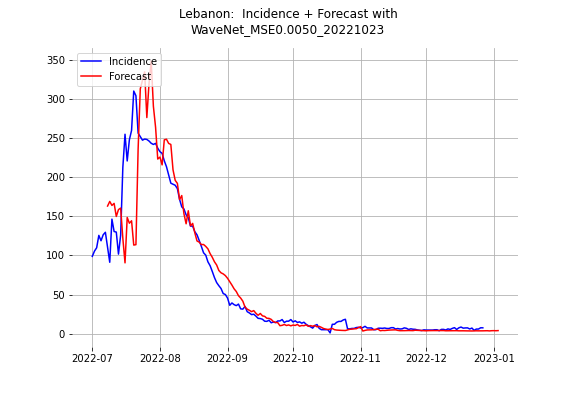 Lebanon:  Incidence + Forecast with
WaveNet_MSE0.0050_20221023
Incidence
Forecast
350
300
250
200
150
100
50
0
2022-07 2022-08 2022-09 2022-10 2022-11 2022-12 2023-01